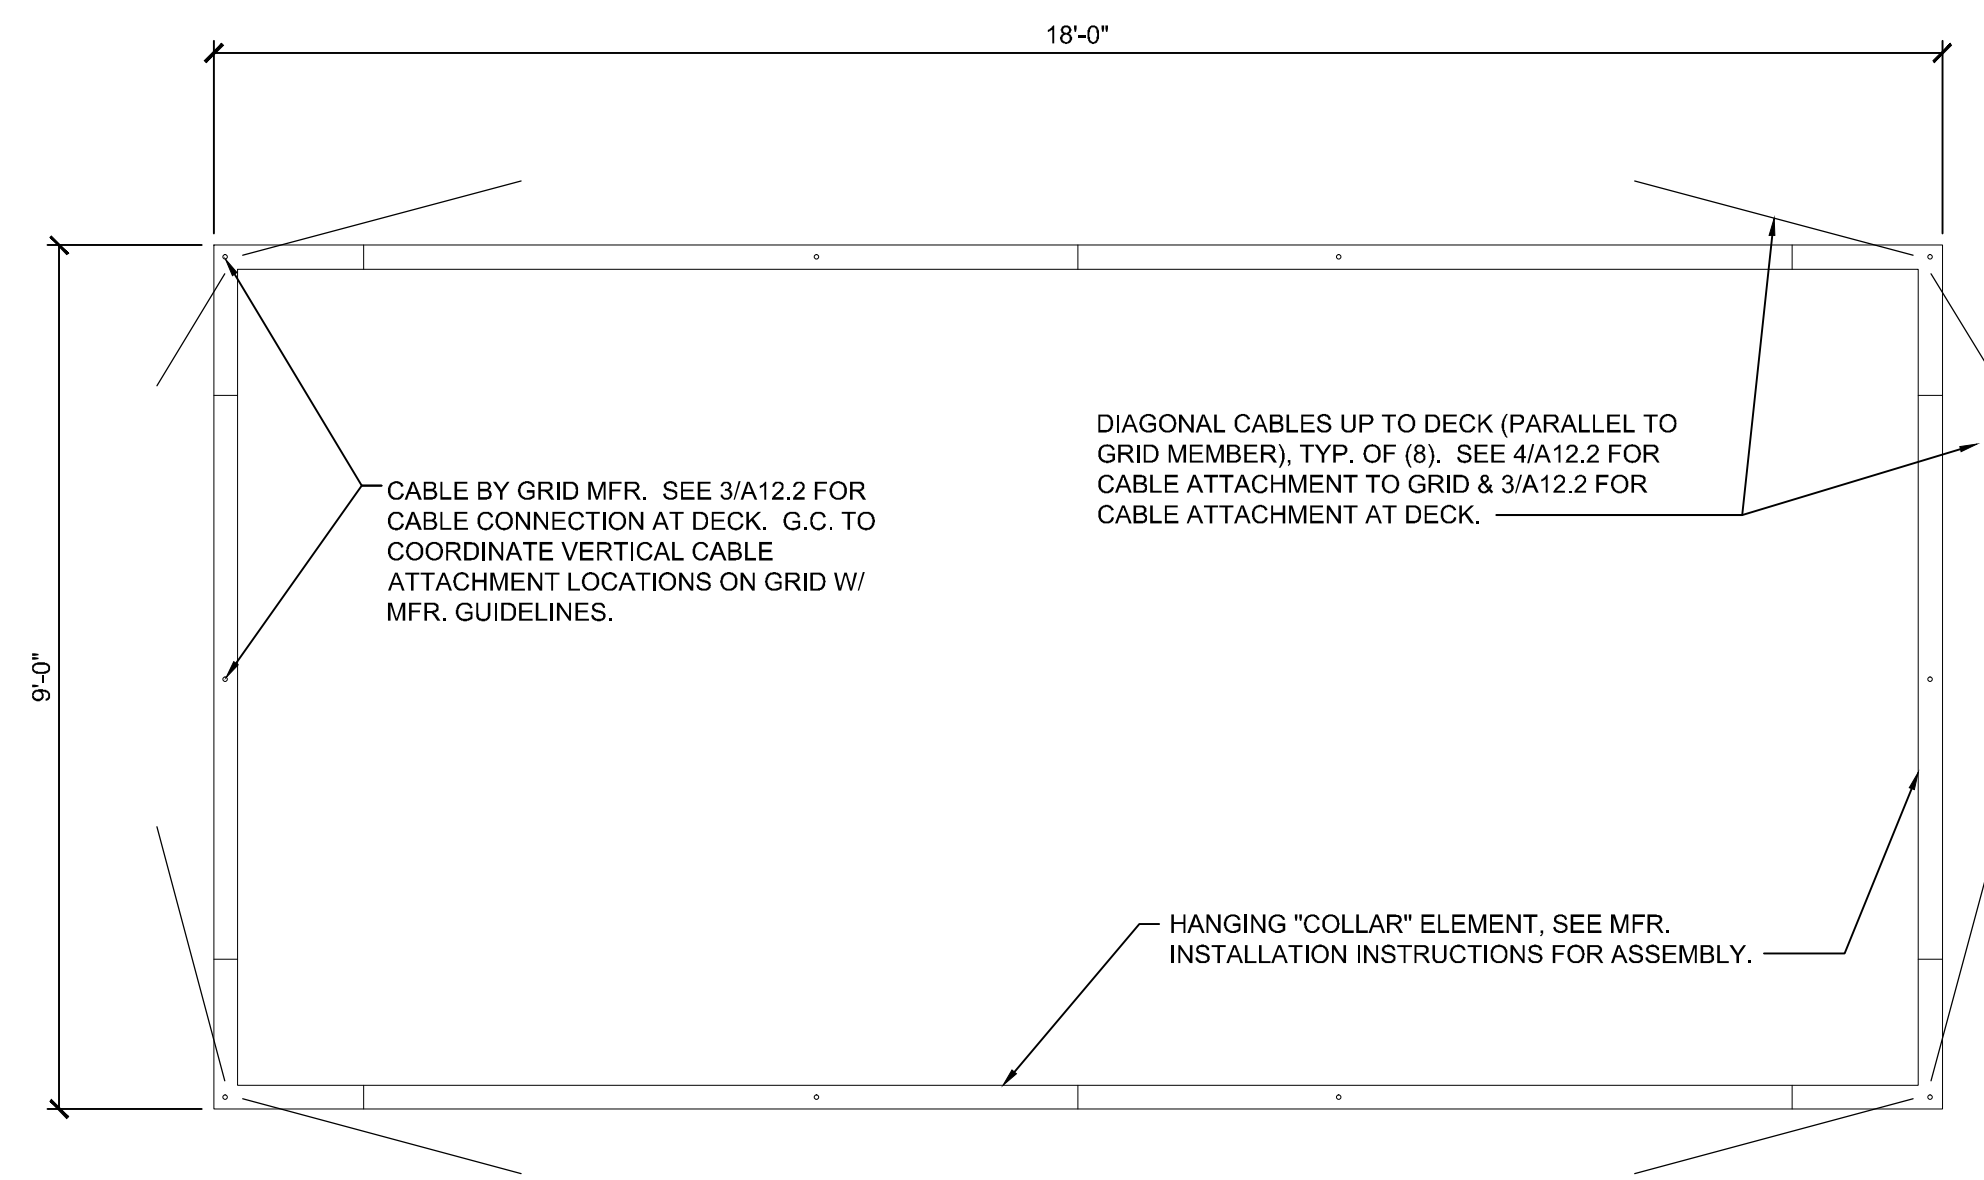 18'-0"
9'-0"
DIAGONAL CABLES UP TO DECK (PARALLEL TO
GRID MEMBER), TYP. OF (8).  SEE 4/A12.2 FOR
CABLE ATTACHMENT TO GRID & 3/A12.2 FOR
CABLE ATTACHMENT AT DECK.
CABLE BY GRID MFR.  SEE 3/A12.2 FOR
CABLE CONNECTION AT DECK.  G.C. TO
COORDINATE VERTICAL CABLE
ATTACHMENT LOCATIONS ON GRID W/
MFR. GUIDELINES.
HANGING "COLLAR" ELEMENT, SEE MFR.
INSTALLATION INSTRUCTIONS FOR ASSEMBLY.